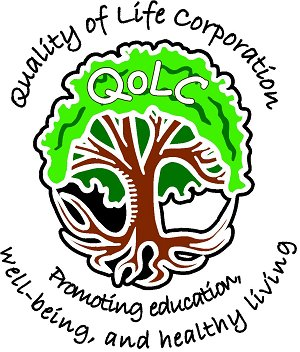 Quality of Life Corporation
QOLC
Promoting education,
well-being, and healthy living